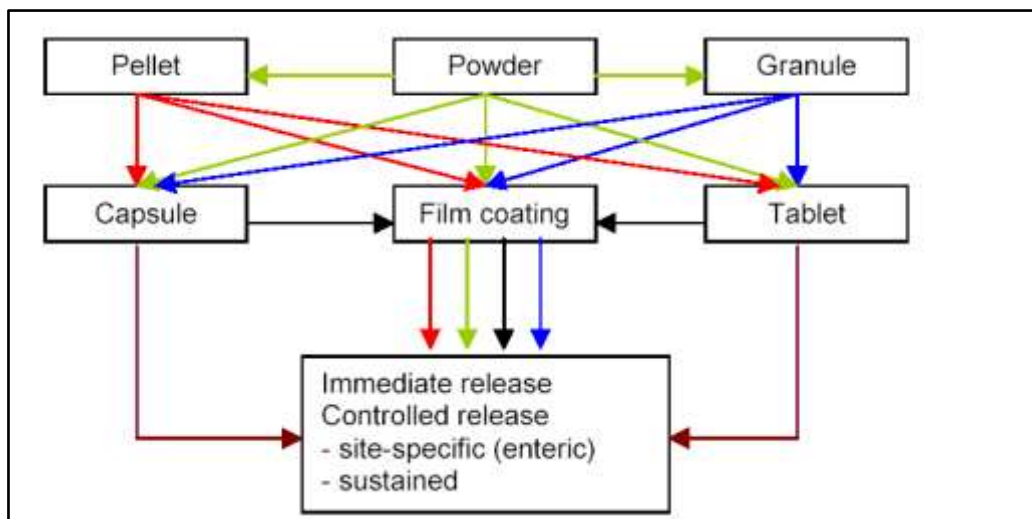 Pellet
Powder
Granule
Capsule
Film coating
Tablet
Immediate release
Controlled release
- site-specific (enteric)
- sustained